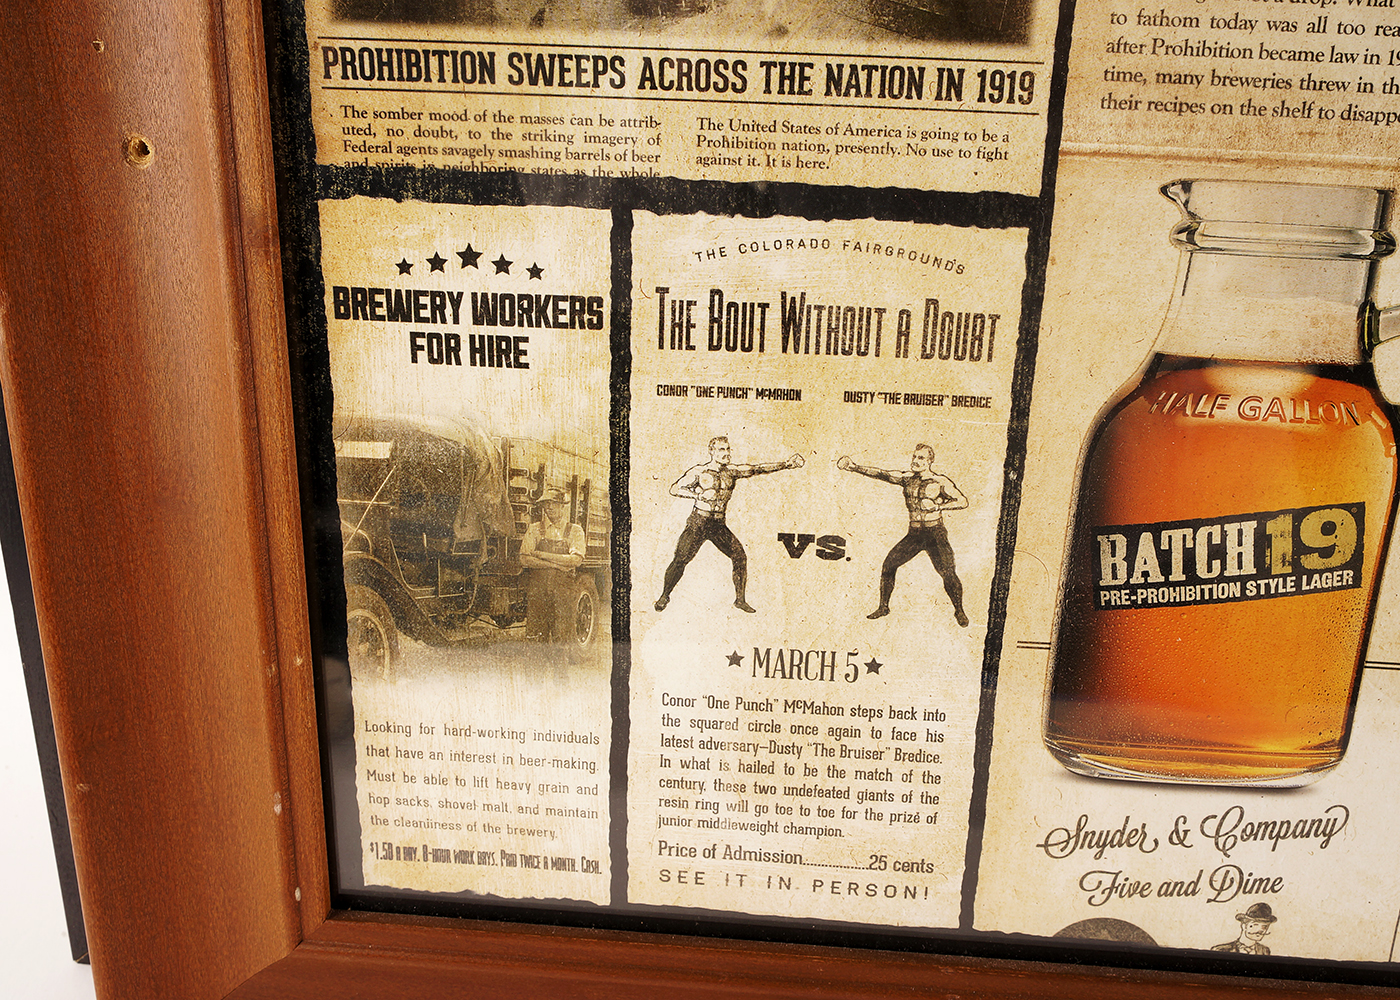 PROHIBITION SWEEPS ACROSS THE NATION IN 1919
The somber mood of the masses can be attrib-
uted, no doubt, to the striking imagery of
Federal agents savagely smashing barrels of beer
and spirits in neighboring states as the whole
The United States of America is going to be a
Prohibition nation, presently. No use to fight
against it. It is here.
to fathom today was all too
after Prohibition became law in
time, many breweries threw in
their recipes on the shelf to
BREWERY WORKERS
FOR HIRE
Looking for hard-working individuals
that have an interest in beer-making.
Must be able to lift heavy grain and
hop sacks, shovel malt, and maintain
the cleanliness of the brewery.
$1.50 a day. 8-hour work days. Paid twice a month. Cash.
THE COLORADO FAIRGROUNDS
THE BOUT WITHOUT A DOUBT
CONOR "ONE PUNCH" McMAHON
DUSTY "THE BRUISER" BREDICE
VS.
MARCH 5
Conor “One Punch” McMahon steps back into
the squared circle once again to face his
latest adversary—Dusty “The Bruiser” Bredice.
In what is hailed to be the match of the
century, these two undefeated giants of the
resin ring will go toe to toe for the prize of
junior middleweight champion.
Price of Admission....................25 cents
SEE IT IN PERSON!
HALF GALLON
BATCH 19
PRE-PROHIBITION STYLE LAGER
Snyder & Company
Five and Dime